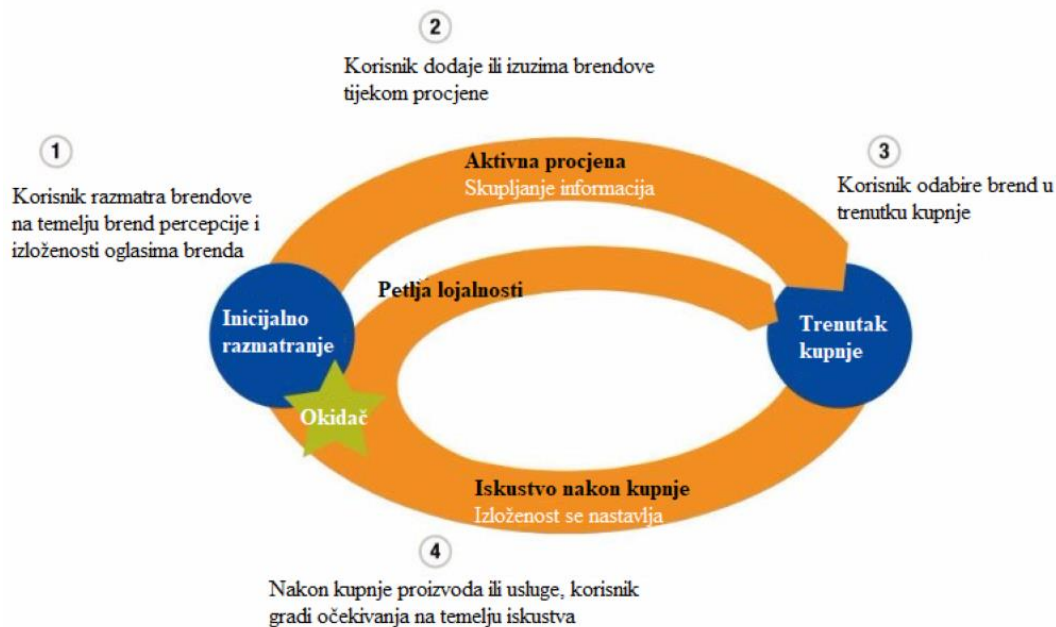 1
Korisnik razmatra brendove
na temelju brend percepcije i
izloženosti oglasima brenda
2
Korisnik dodaje ili izuzima brendove
tijekom procjene
3
Korisnik odabire brend u
trenutku kupnje
Aktivna procjena
Skupljanje informacija
Petlja lojalnosti
Inicijalno
razmatranje
Okidač
Trenutak
kupnje
Iskustvo nakon kupnje
Izloženost se nastavlja
4
Nakon kupnje proizvoda ili usluge, korisnik
gradi očekivanja na temelju iskustva